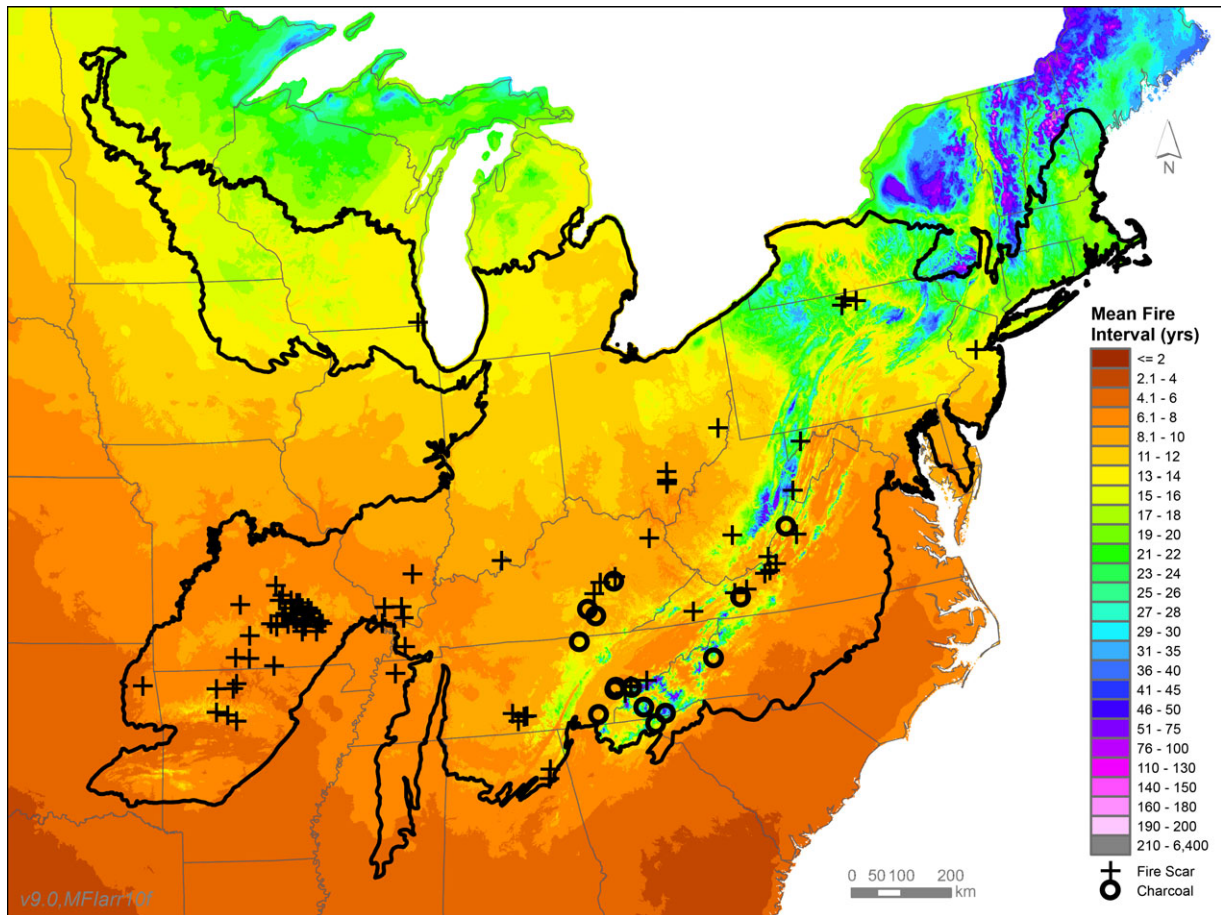 N
Mean Fire
Interval (yrs)
<= 2
2.1 - 4
4.1 - 6
6.1 - 8
8.1 - 10
11 - 12
13 - 14
15 - 16
17 - 18
19 - 20
21 - 22
23 - 24
25 - 26
27 - 28
29 - 30
31 - 35
36 - 40
41 - 45
46 - 50
51 - 75
76 - 100
110 - 130
140 - 150
160 - 180
190 - 200
210 - 6,400
Fire Scar
Charcoal
0 50 100 200
km
v9.0,MFIarr10f